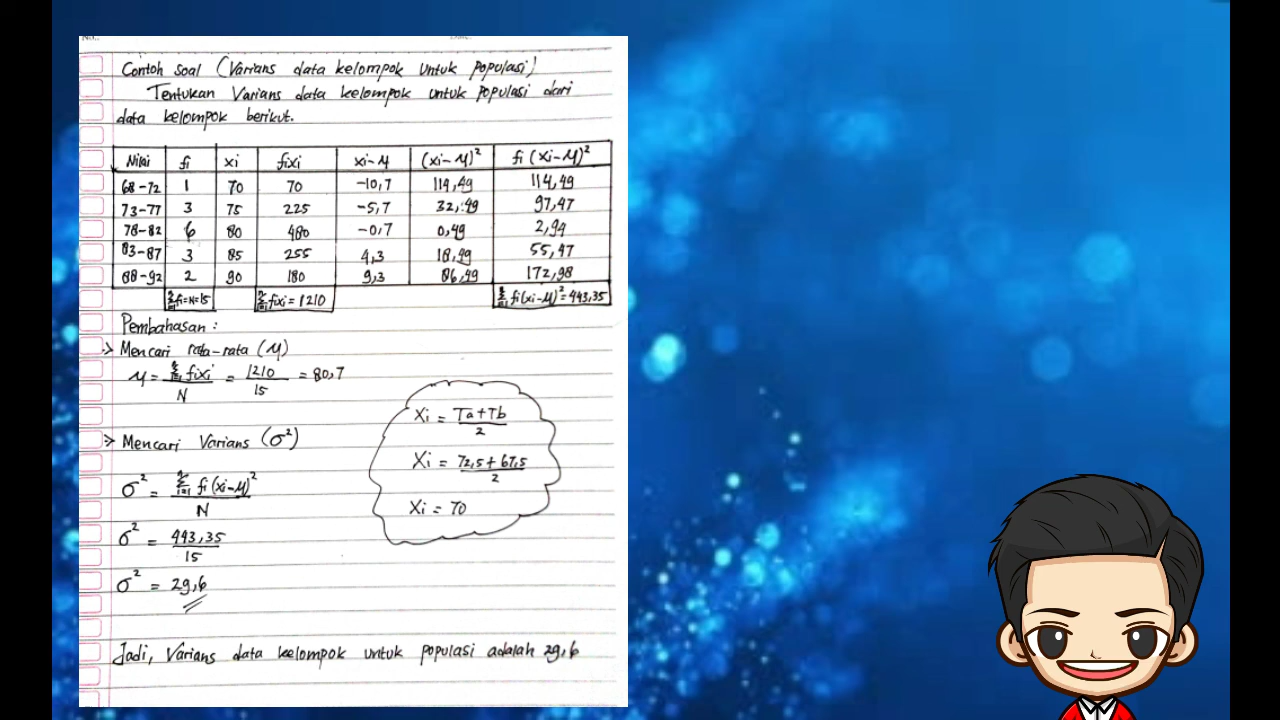 Contoh soal (Varians data kelompok untuk populasi)
Tentukan Varians data kelompok untuk populasi dari
data kelompok berikut.
Nilai fi xi fixi xi-μ (xi-μ)² fi (xi-μ)²
68-72 1 70 70 -10,7 114,49 114,49
73-77 3 75 225 -5,7 32,49 97,47
78-82 6 80 480 -0,7 0,49 2,94
83-87 3 85 255 4,3 18,49 55,47
88-92 2 90 180 9,3 86,49 172,98
Σfi=N=15 Σfixi=1210 Σfi(xi-μ)²=443,35
Pembahasan :
-> Mencari rata-rata (μ)
μ = Σ fixi / N = 1210 / 15 = 80,7
Xi = Ta+Tb / 2
-> Mencari Varians (σ²)
Xi = 72,5 + 67,5 / 2
σ² = Σ fi (xi-μ)² / N
Xi = 70
σ² = 443,35 / 15
σ² = 29,6
Jadi, Varians data kelompok untuk populasi adalah 29,6